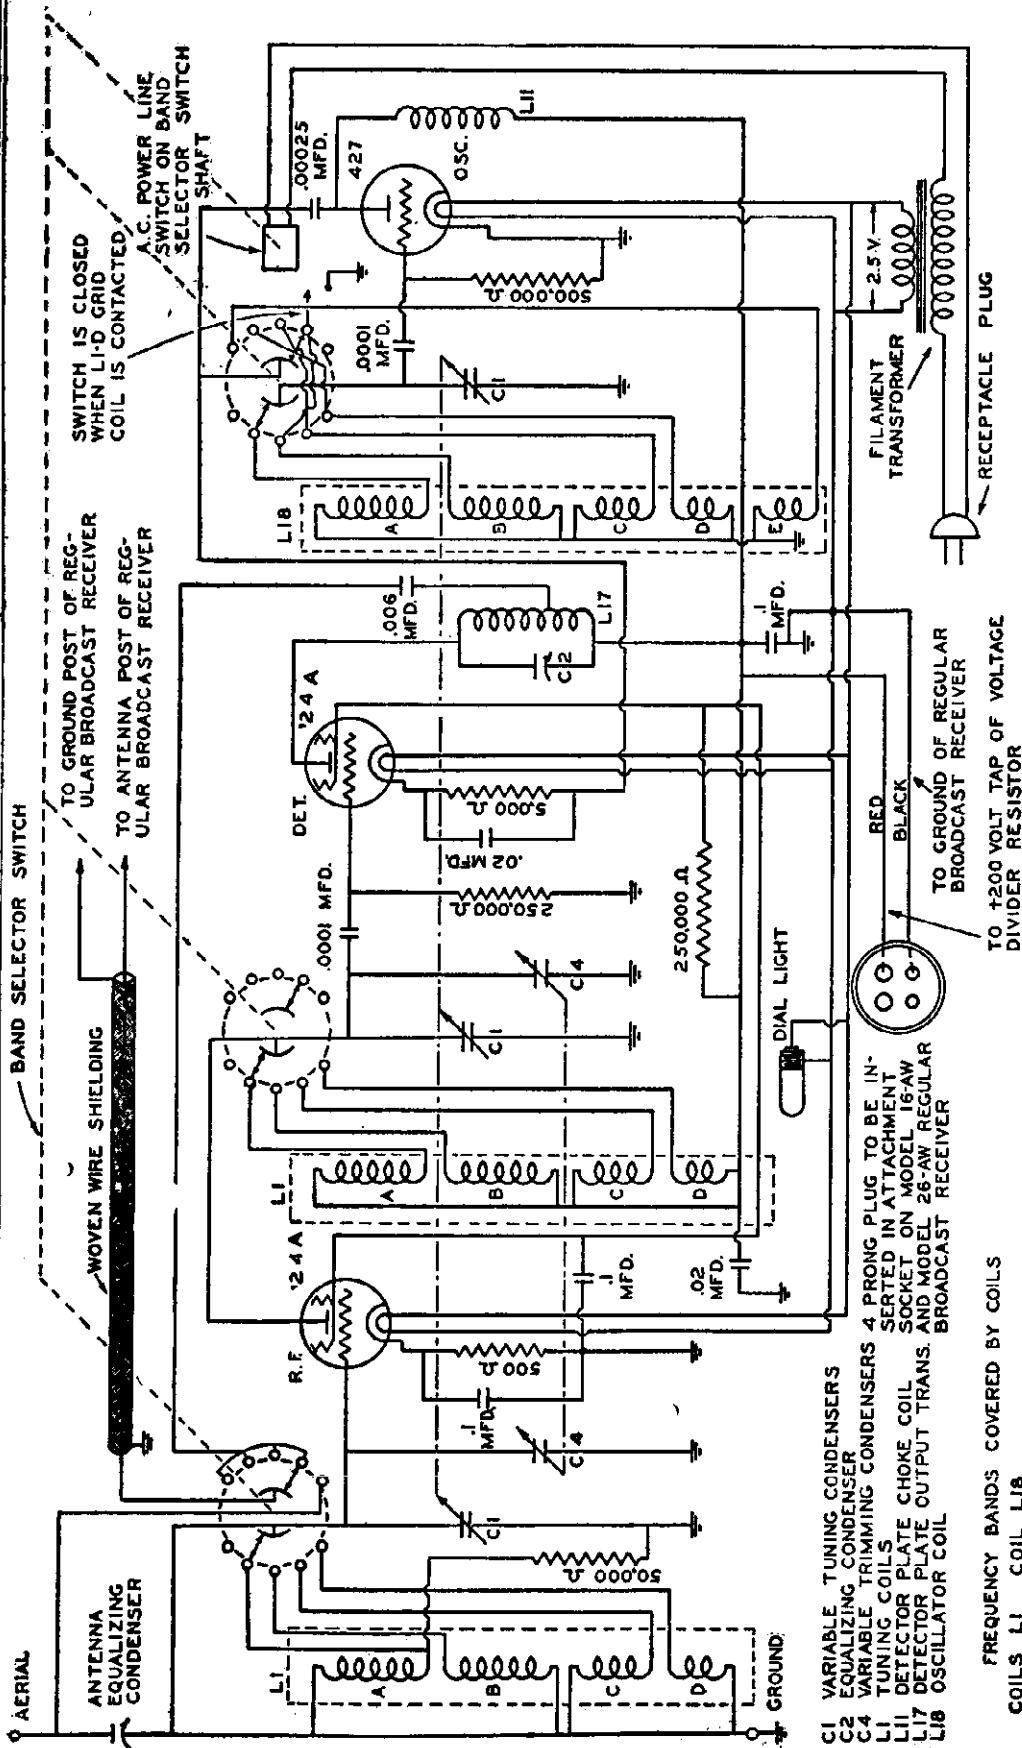 BAND SELECTOR SWITCH
AERIAL
ANTENNA
EQUALIZING
CONDENSER
WOVEN WIRE SHIELDING
TO GROUND POST OF REG-
ULAR BROADCAST RECEIVER
TO ANTENNA POST OF REG-
ULAR BROADCAST RECEIVER
SWITCH IS CLOSED
WHEN L1-D GRID
COIL IS CONTACTED
A.C. POWER LINE
SWITCH ON BAND
SELECTOR SWITCH
SHAFT
L1
A
B
C
D
GROUND
50,000 Ω
C1
C4
R.F.
'24A
.1
MFD.
500 Ω
.1
MFD.
.02
MFD.
L1
A
B
C
D
C1
C4
.0001 MFD.
250,000 Ω
DET.
'24A
.02 MFD.
5,000 Ω
250,000 Ω
DIAL LIGHT
.006
MFD.
C2
L17
.1
MFD.
L18
A
B
C
D
E
4
C1
.0001
MFD.
500,000 Ω
.00025
MFD.
427
OSC.
L11
2.5 V.
FILAMENT
TRANSFORMER
RECEPTACLE PLUG
RED
BLACK
TO GROUND OF REGULAR
BROADCAST RECEIVER
TO +200 VOLT TAP OF VOLTAGE
DIVIDER RESISTOR
4 PRONG PLUG TO BE IN-
SERTED IN ATTACHMENT
SOCKET ON MODEL 16-AW
AND MODEL 26-AW REGULAR
BROADCAST RECEIVER
C1 VARIABLE TUNING CONDENSERS
C2 EQUALIZING CONDENSER
C4 VARIABLE TRIMMING CONDENSERS
L1 TUNING COILS
L11 DETECTOR PLATE CHOKE COIL
L17 DETECTOR PLATE OUTPUT TRANS.
L18 OSCILLATOR COIL
FREQUENCY BANDS COVERED BY COILS
COILS L1 COIL L18